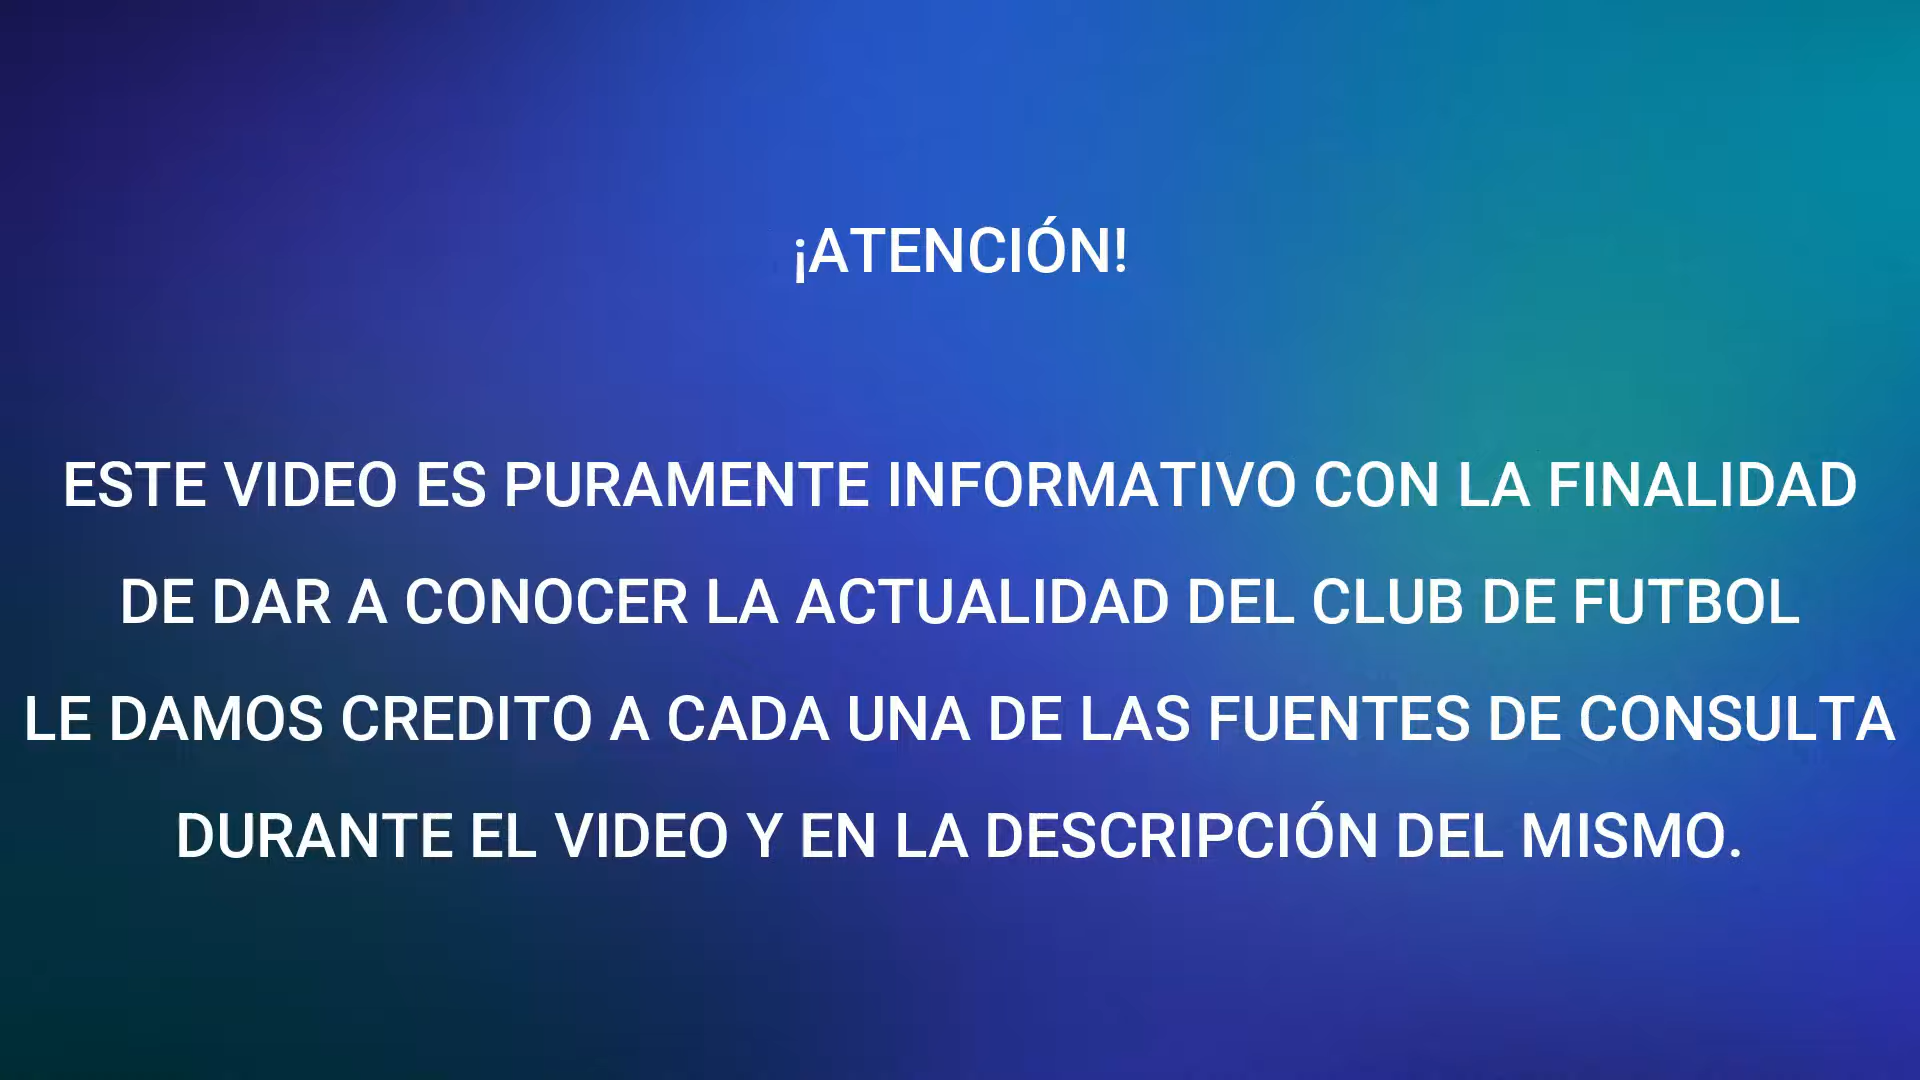 ¡ATENCIÓN!
ESTE VIDEO ES PURAMENTE INFORMATIVO CON LA FINALIDAD
DE DAR A CONOCER LA ACTUALIDAD DEL CLUB DE FUTBOL
LE DAMOS CREDITO A CADA UNA DE LAS FUENTES DE CONSULTA
DURANTE EL VIDEO Y EN LA DESCRIPCIÓN DEL MISMO.